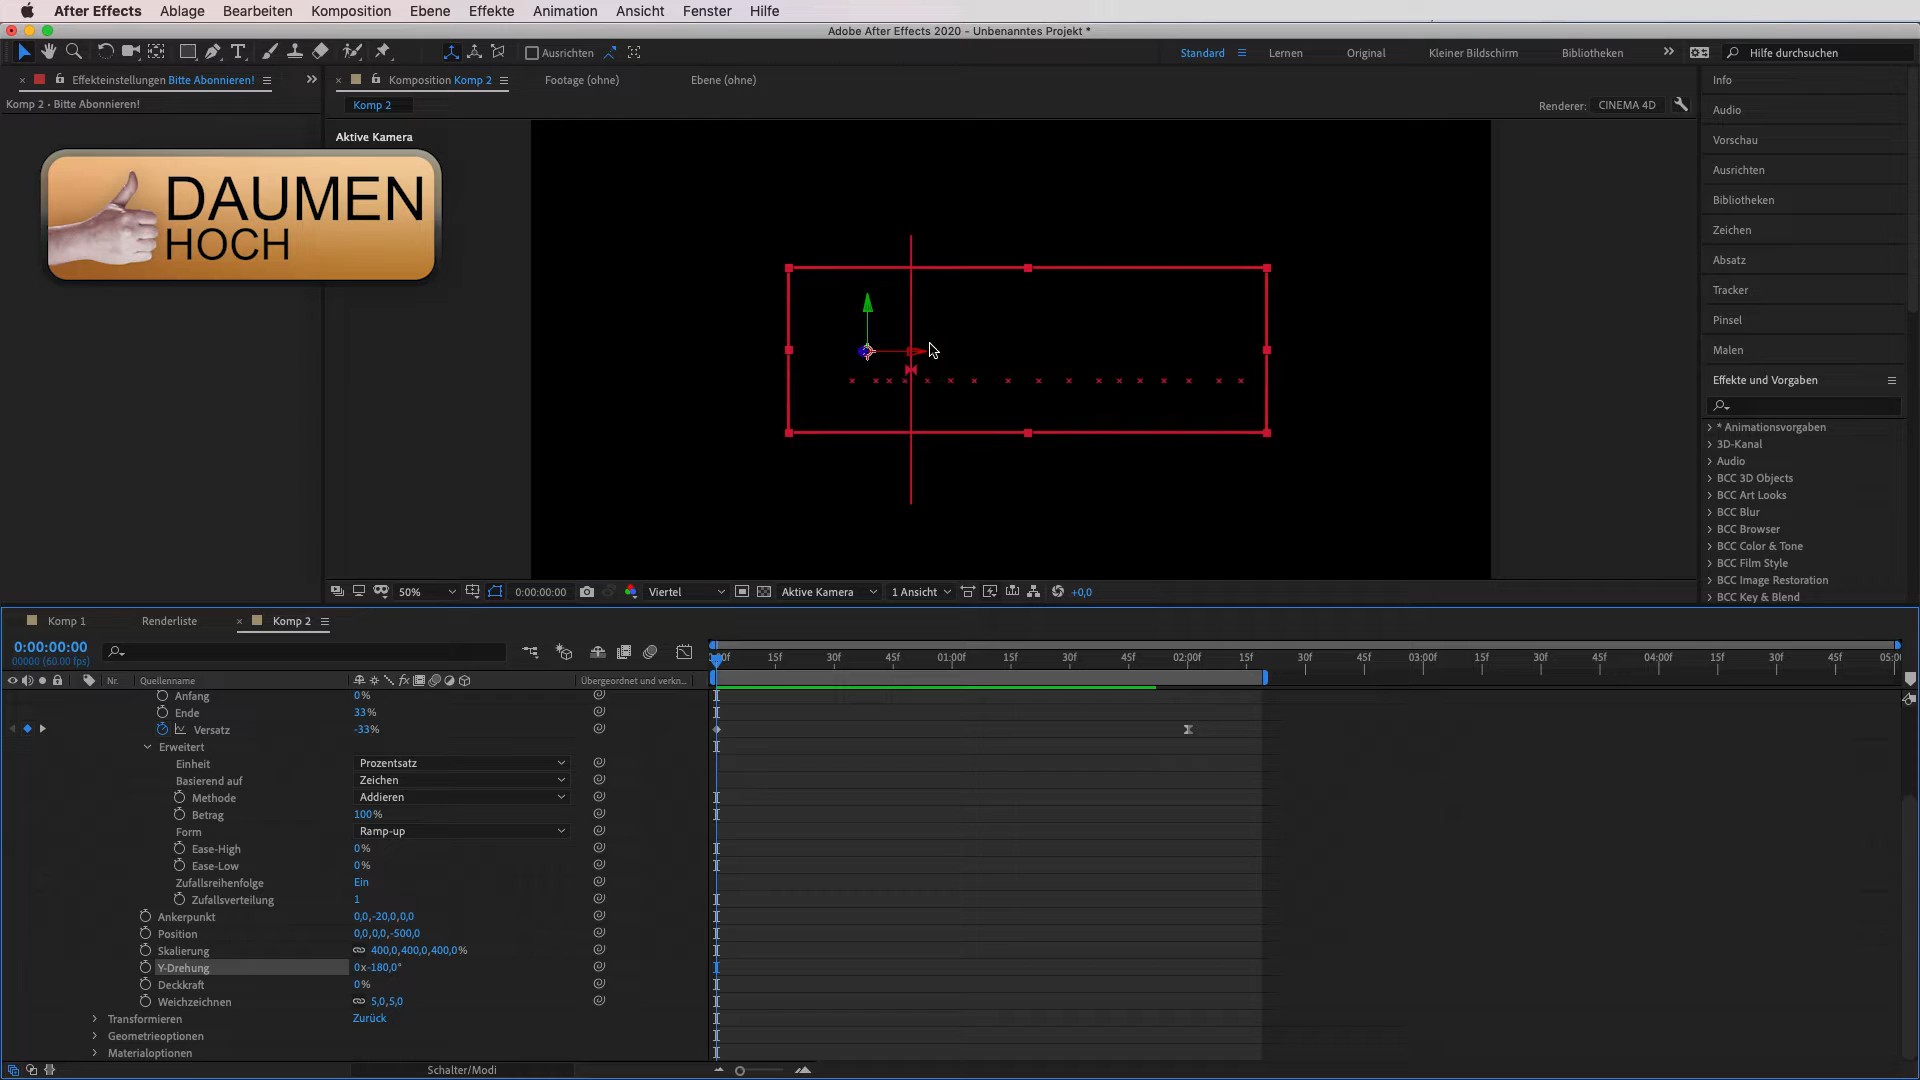 After Effects Ablage Bearbeiten Komposition Ebene Effekte Animation Ansicht Fenster Hilfe
Adobe After Effects 2020 - Unbenanntes Projekt *
Ausrichten Standard Lernen Original Kleiner Bildschirm Bibliotheken Hilfe durchsuchen
Effekteinstellungen Bitte Abonnieren! Komposition Komp 2 Footage (ohne) Ebene (ohne)
Komp 2 • Bitte Abonnieren!
Komp 2
Renderer: CINEMA 4D
Aktive Kamera
DAUMEN
HOCH
Info
Audio
Vorschau
Ausrichten
Bibliotheken
Zeichen
Absatz
Tracker
Pinsel
Malen
Effekte und Vorgaben
* Animationsvorgaben
3D-Kanal
Audio
BCC 3D Objects
BCC Art Looks
BCC Blur
BCC Browser
BCC Color & Tone
BCC Film Style
BCC Image Restoration
BCC Key & Blend
50% 0:00:00:00 Viertel Aktive Kamera 1 Ansicht +0,0
Komp 1 Renderliste Komp 2
0:00:00:00
00000 (60.00 fps)
15f 30f 45f 01:00f 15f 30f 45f 02:00f 15f 30f 45f 03:00f 15f 30f 45f 04:00f 15f 30f 45f
Nr. Quellenname Übergeordnet und verkn...
Anfang 0%
Ende 33%
Versatz -33%
Erweitert
Einheit Prozentsatz
Basierend auf Zeichen
Methode Addieren
Betrag 100%
Form Ramp-up
Ease-High 0%
Ease-Low 0%
Zufallsreihenfolge Ein
Zufallsverteilung 1
Ankerpunkt 0,0,-20,0,0,0
Position 0,0,0,0,-500,0
Skalierung 400,0,400,0,400,0%
Y-Drehung 0x-180,0°
Deckkraft 0%
Weichzeichnen 5,0,5,0
Transformieren Zurück
Geometrieoptionen
Materialoptionen
Schalter/Modi